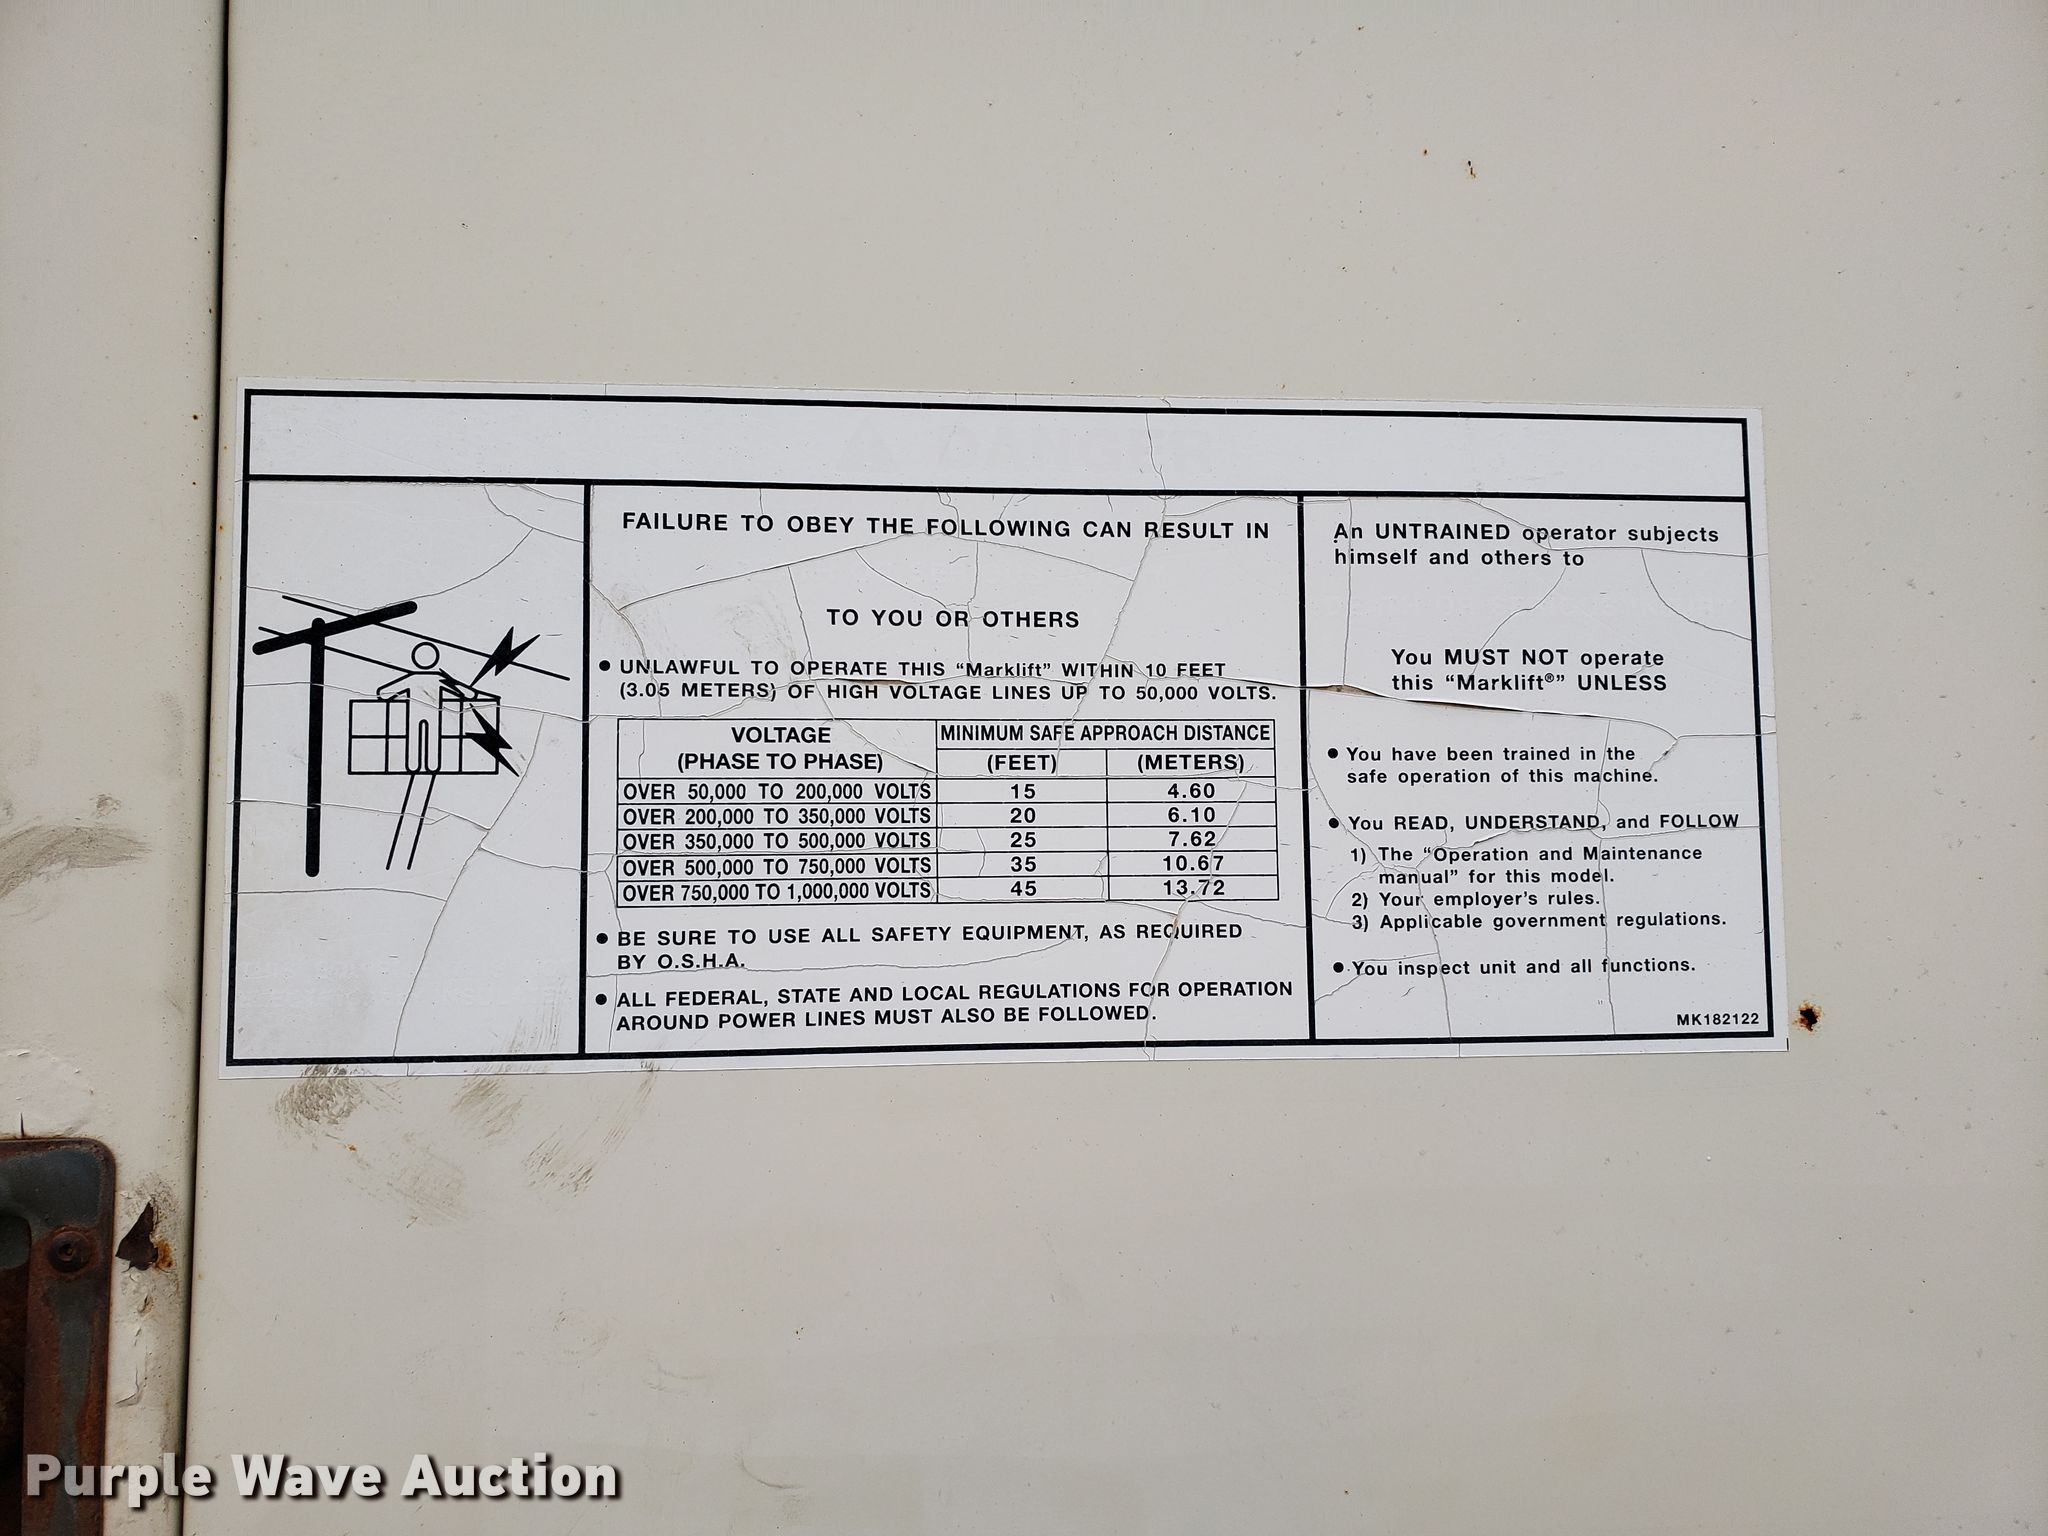 DANGER
FAILURE TO OBEY THE FOLLOWING CAN RESULT IN
TO YOU OR OTHERS
● UNLAWFUL TO OPERATE THIS “Marklift” WITHIN 10 FEET
(3.05 METERS) OF HIGH VOLTAGE LINES UP TO 50,000 VOLTS.
VOLTAGE
(PHASE TO PHASE)
MINIMUM SAFE APPROACH DISTANCE
(FEET) (METERS)
OVER 50,000 TO 200,000 VOLTS 15 4.60
OVER 200,000 TO 350,000 VOLTS 20 6.10
OVER 350,000 TO 500,000 VOLTS 25 7.62
OVER 500,000 TO 750,000 VOLTS 35 10.67
OVER 750,000 TO 1,000,000 VOLTS 45 13.72
● BE SURE TO USE ALL SAFETY EQUIPMENT, AS REQUIRED
BY O.S.H.A.
● ALL FEDERAL, STATE AND LOCAL REGULATIONS FOR OPERATION
AROUND POWER LINES MUST ALSO BE FOLLOWED.
An UNTRAINED operator subjects
himself and others to
You MUST NOT operate
this “Marklift®” UNLESS
● You have been trained in the
safe operation of this machine.
● You READ, UNDERSTAND, and FOLLOW
1) The “Operation and Maintenance
manual” for this model.
2) Your employer’s rules.
3) Applicable government regulations.
● You inspect unit and all functions.
MK182122
Purple Wave Auction